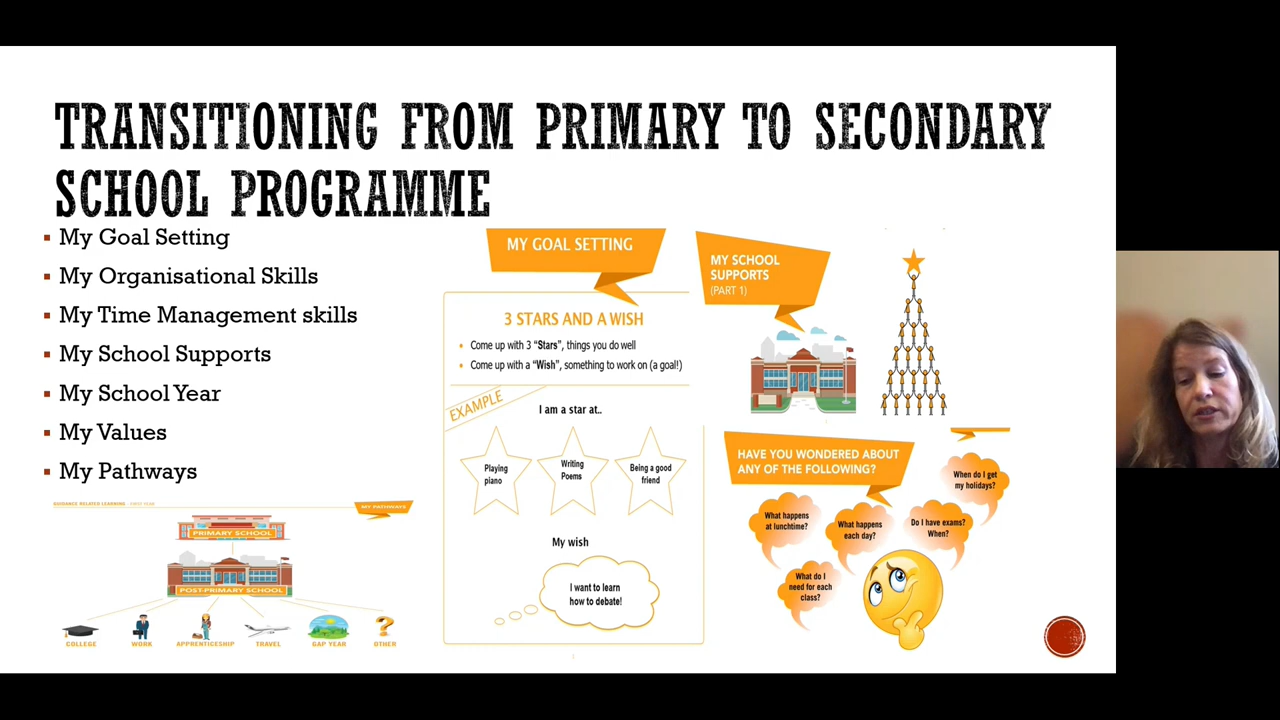 TRANSITIONING FROM PRIMARY TO SECONDARY
SCHOOL PROGRAMME
My Goal Setting
My Organisational Skills
My Time Management skills
My School Supports
My School Year
My Values
My Pathways
GUIDANCE RELATED LEARNING - FIRST YEAR
MY PATHWAYS
PRIMARY SCHOOL
POST-PRIMARY SCHOOL
COLLEGE
WORK
APPRENTICESHIP
TRAVEL
GAP YEAR
OTHER
MY GOAL SETTING
3 STARS AND A WISH
Come up with 3 "Stars", things you do well
Come up with a "Wish", something to work on (a goal!)
EXAMPLE
I am a star at..
Playing
piano
Writing
Poems
Being a good
friend
My wish
I want to learn
how to debate!
MY SCHOOL
SUPPORTS
(PART 1)
HAVE YOU WONDERED ABOUT
ANY OF THE FOLLOWING?
When do I get
my holidays?
What happens
at lunchtime?
What happens
each day?
Do I have exams?
When?
What do I
need for each
class?